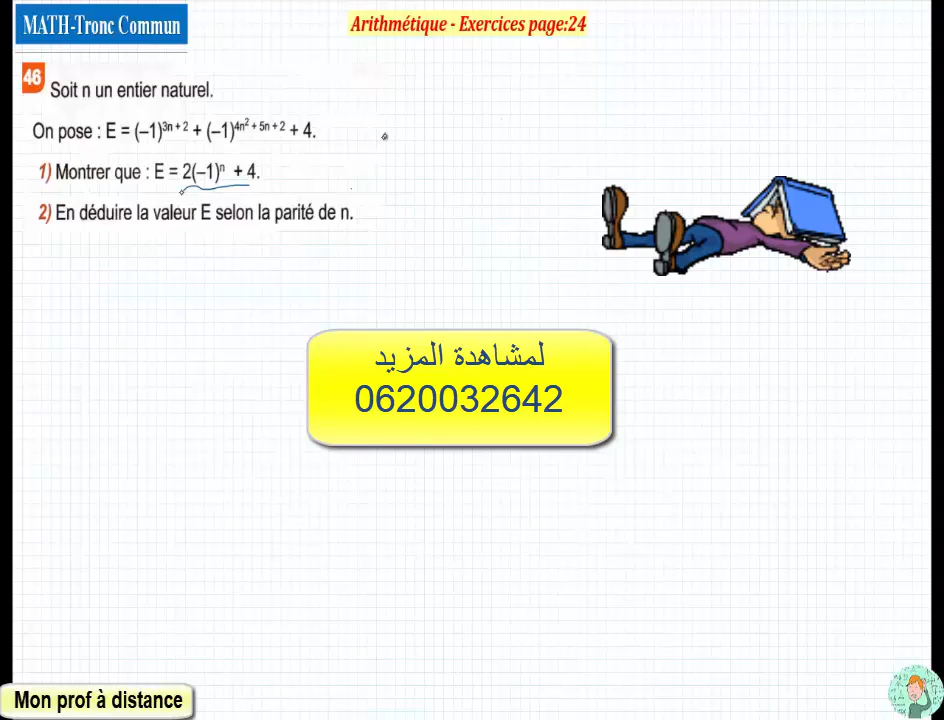 MATH-Tronc Commun
Arithmétique - Exercices page:24
46 Soit n un entier naturel.
On pose : E = (–1)³ⁿ⁺² + (–1)^{4n² + 5n + 2} + 4.
1) Montrer que : E = 2(–1)ⁿ + 4.
2) En déduire la valeur E selon la parité de n.
لمشاهدة المزيد
0620032642
Mon prof à distance